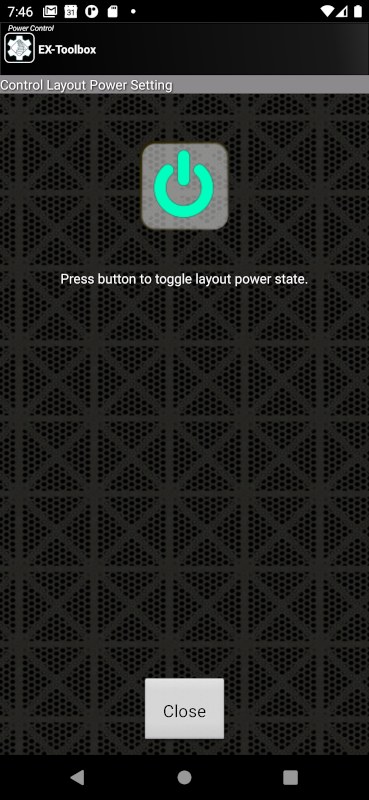 7:46
31
Power Control
EX-Toolbox
Control Layout Power Setting
Press button to toggle layout power state.
Close